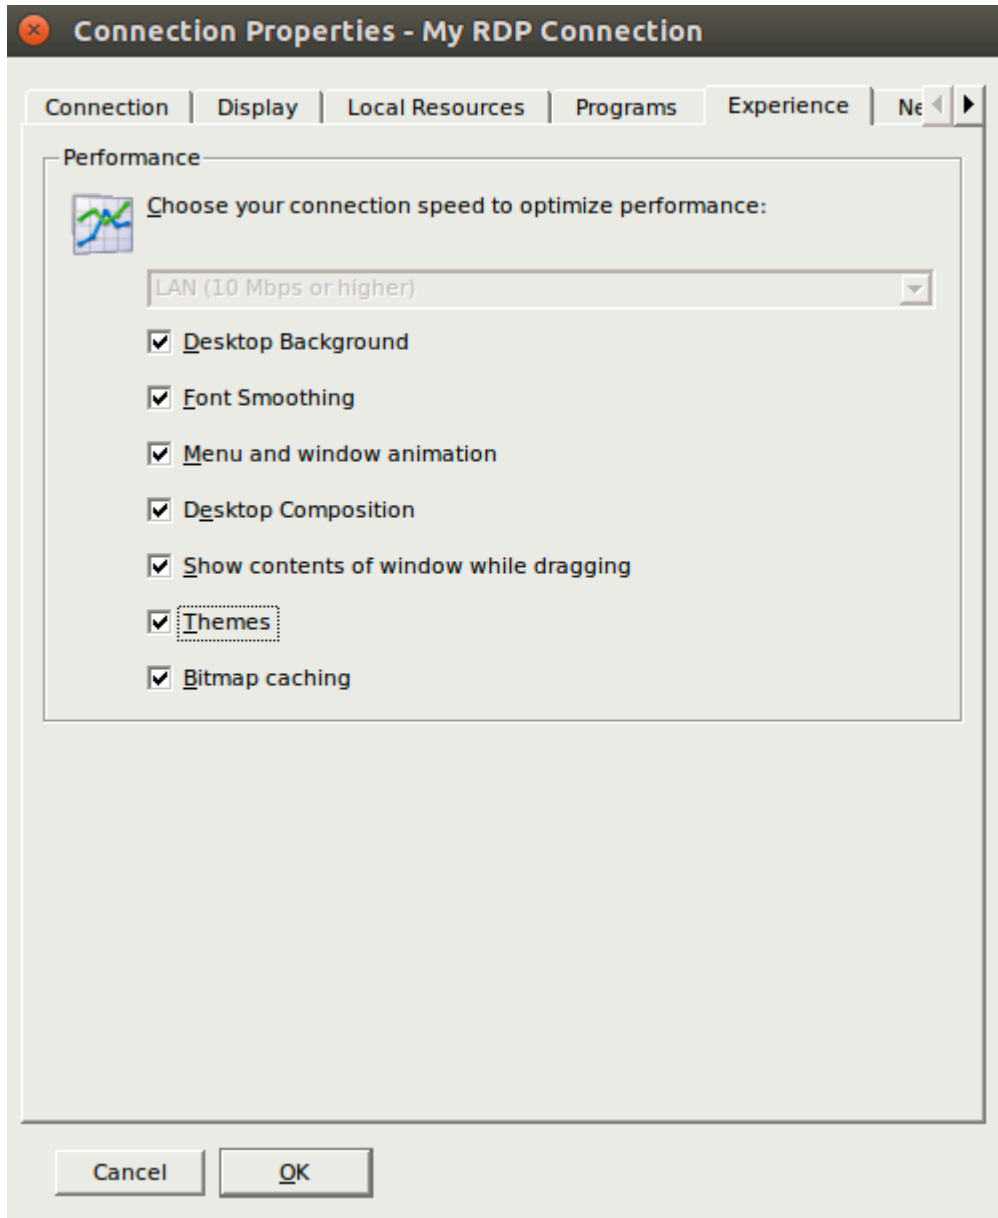 Connection Properties - My RDP Connection
Connection Display Local Resources Programs Experience
Performance
Choose your connection speed to optimize performance:
LAN (10 Mbps or higher)
Desktop Background
Font Smoothing
Menu and window animation
Desktop Composition
Show contents of window while dragging
Themes
Bitmap caching
Cancel OK